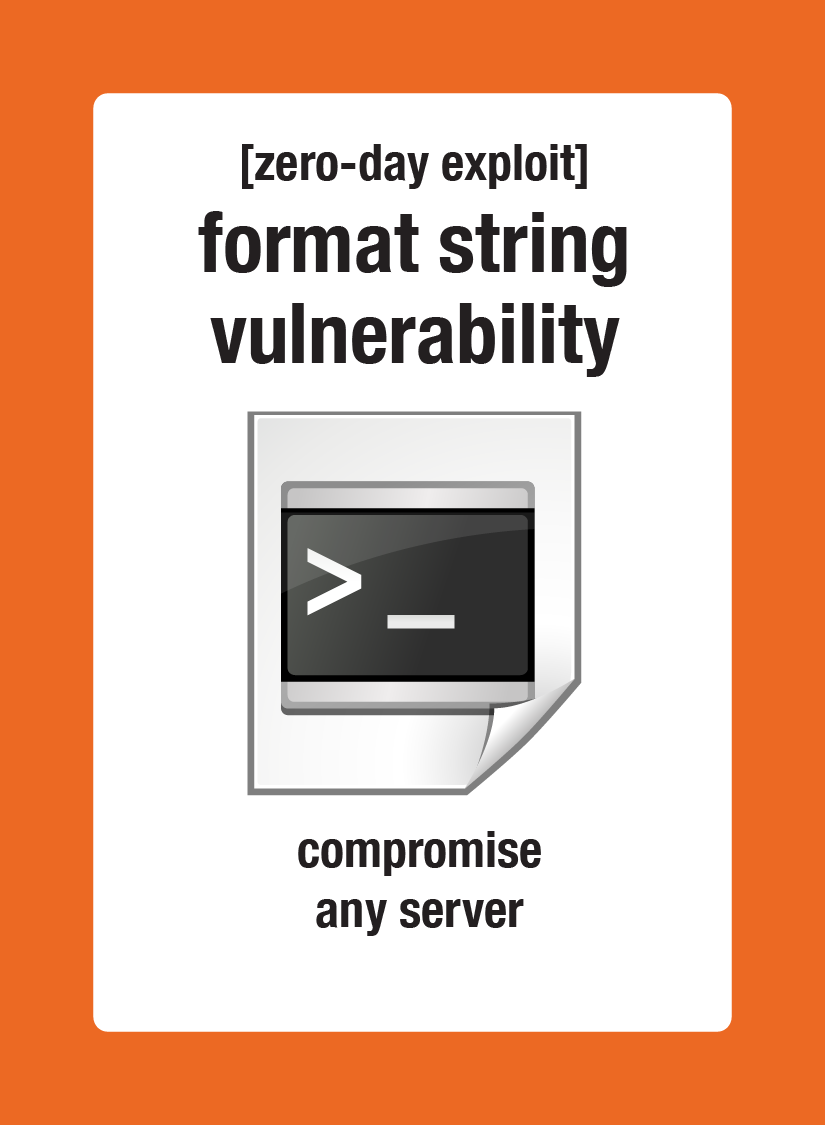 [zero-day exploit]
format string
vulnerability
>_
compromise
any server